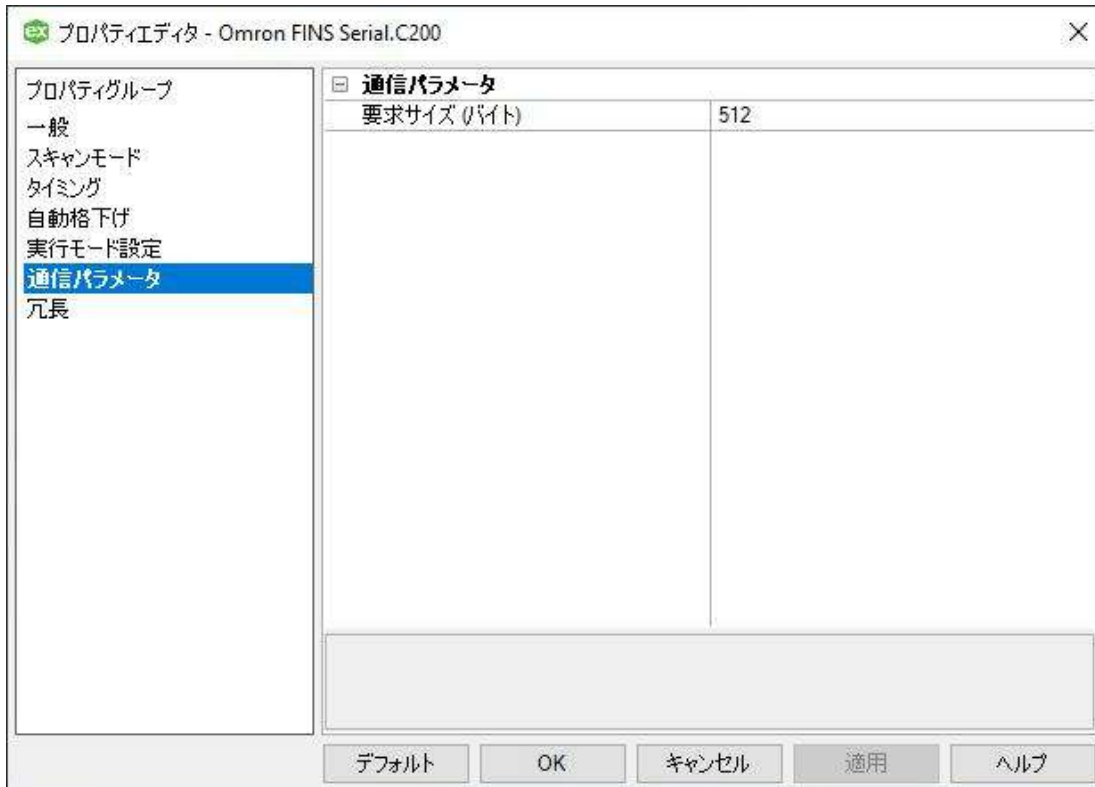 ex プロパティエディタ - Omron FINS Serial.C200
プロパティグループ
一般
スキャンモード
タイミング
自動格下げ
実行モード設定
通信パラメータ
冗長
通信パラメータ
要求サイズ (バイト) 512
デフォルト OK キャンセル 適用 ヘルプ